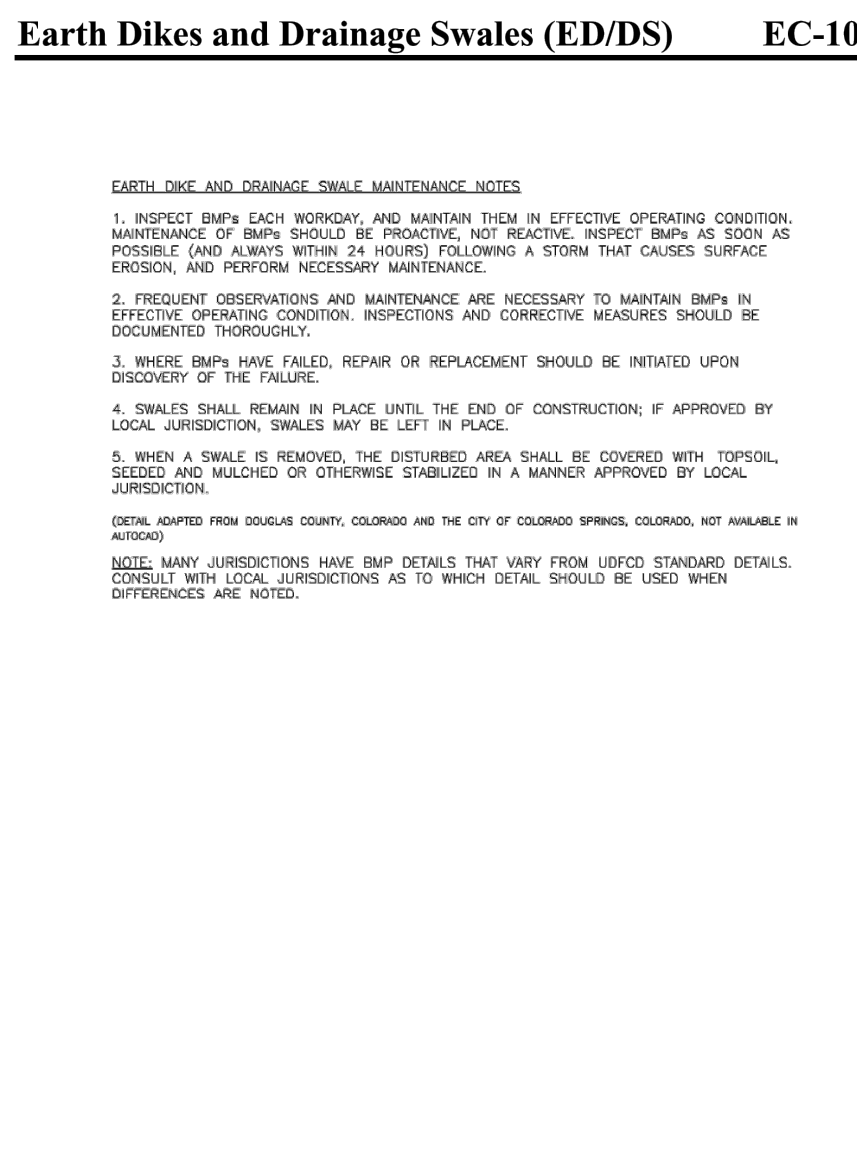 Earth Dikes and Drainage Swales (ED/DS) EC-10
EARTH DIKE AND DRAINAGE SWALE MAINTENANCE NOTES
1. INSPECT BMPs EACH WORKDAY, AND MAINTAIN THEM IN EFFECTIVE OPERATING CONDITION.
MAINTENANCE OF BMPs SHOULD BE PROACTIVE, NOT REACTIVE. INSPECT BMPs AS SOON AS
POSSIBLE (AND ALWAYS WITHIN 24 HOURS) FOLLOWING A STORM THAT CAUSES SURFACE
EROSION, AND PERFORM NECESSARY MAINTENANCE.
2. FREQUENT OBSERVATIONS AND MAINTENANCE ARE NECESSARY TO MAINTAIN BMPs IN
EFFECTIVE OPERATING CONDITION. INSPECTIONS AND CORRECTIVE MEASURES SHOULD BE
DOCUMENTED THOROUGHLY.
3. WHERE BMPs HAVE FAILED, REPAIR OR REPLACEMENT SHOULD BE INITIATED UPON
DISCOVERY OF THE FAILURE.
4. SWALES SHALL REMAIN IN PLACE UNTIL THE END OF CONSTRUCTION; IF APPROVED BY
LOCAL JURISDICTION, SWALES MAY BE LEFT IN PLACE.
5. WHEN A SWALE IS REMOVED, THE DISTURBED AREA SHALL BE COVERED WITH TOPSOIL,
SEEDED AND MULCHED OR OTHERWISE STABILIZED IN A MANNER APPROVED BY LOCAL
JURISDICTION.
(DETAIL ADAPTED FROM DOUGLAS COUNTY, COLORADO AND THE CITY OF COLORADO SPRINGS, COLORADO, NOT AVAILABLE IN
AUTOCAD)
NOTE: MANY JURISDICTIONS HAVE BMP DETAILS THAT VARY FROM UDFCD STANDARD DETAILS.
CONSULT WITH LOCAL JURISDICTIONS AS TO WHICH DETAIL SHOULD BE USED WHEN
DIFFERENCES ARE NOTED.